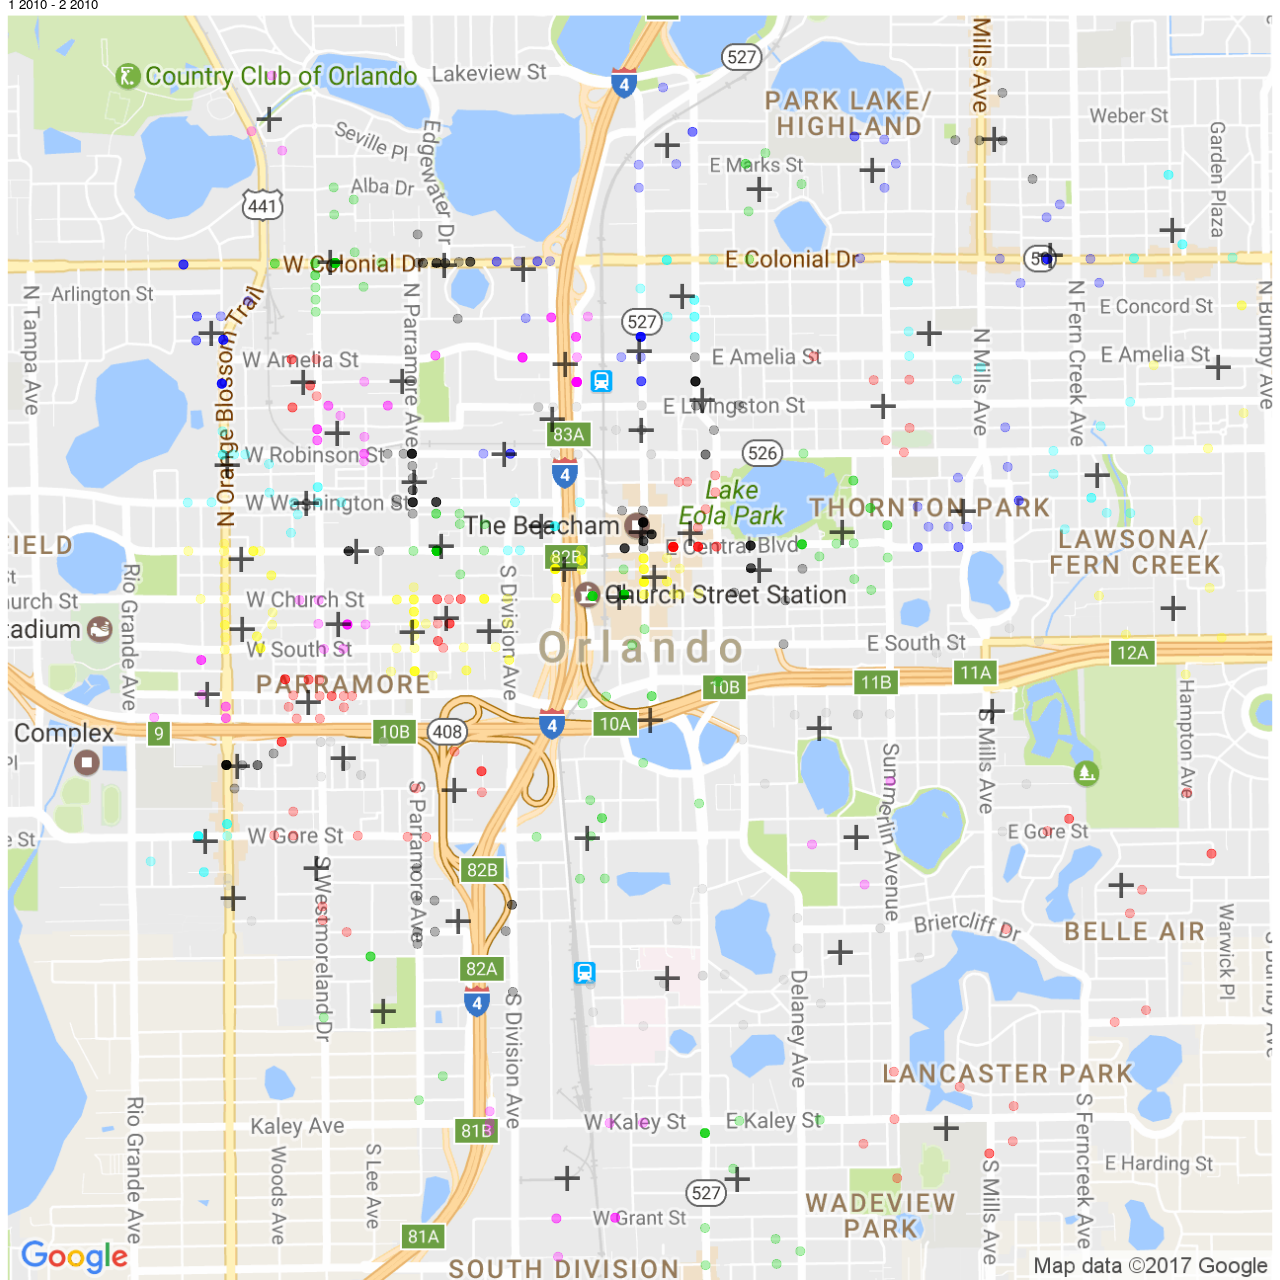 1 2010 - 2 2010
Country Club of Orlando
Lakeview St
4
527
Mills Ave
PARK LAKE/
HIGHLAND
Weber St
Garden Plaza
Seville Pl
Edgewater Dr
Alba Dr
E Marks St
441
W Colonial Dr
E Colonial Dr
Arlington St
N Tampa Ave
N Orange Blossom Trail
N Parramore Ave
527
N Fern Creek Ave
E Concord St
N Bumby Ave
W Amelia St
E Amelia St
N Mills Ave
E Amelia St
E Livingston St
83A
W Robinson St
526
4
W Washington St
Lake
Eola Park
THORNTON PARK
The Beacham
E Central Blvd
LAWSONA/
FERN CREEK
FIELD
82B
Rio Grande Ave
S Division Ave
W Church St
urch St
Church Street Station
tadium
Orlando
E South St
W South St
12A
11A
11B
PARRAMORE
10B
Hampton Ave
Complex
9
10B
408
4
10A
S Mills Ave
Summerlin Avenue
S Parramore Ave
W Gore St
e St
E Gore St
82B
S Westmoreland Dr
Briercliff Dr
BELLE AIR
Warwick Pl
S Bumby Ave
82A
4
S Division Ave
Delaney Ave
LANCASTER PARK
Rio Grande Ave
Kaley Ave
81B
W Kaley St
E Kaley St
S Ferncreek Ave
Woods Ave
S Lee Ave
E Harding St
S Mills Ave
527
WADEVIEW
PARK
W Grant St
81A
Google
SOUTH DIVISION
Map data ©2017 Google